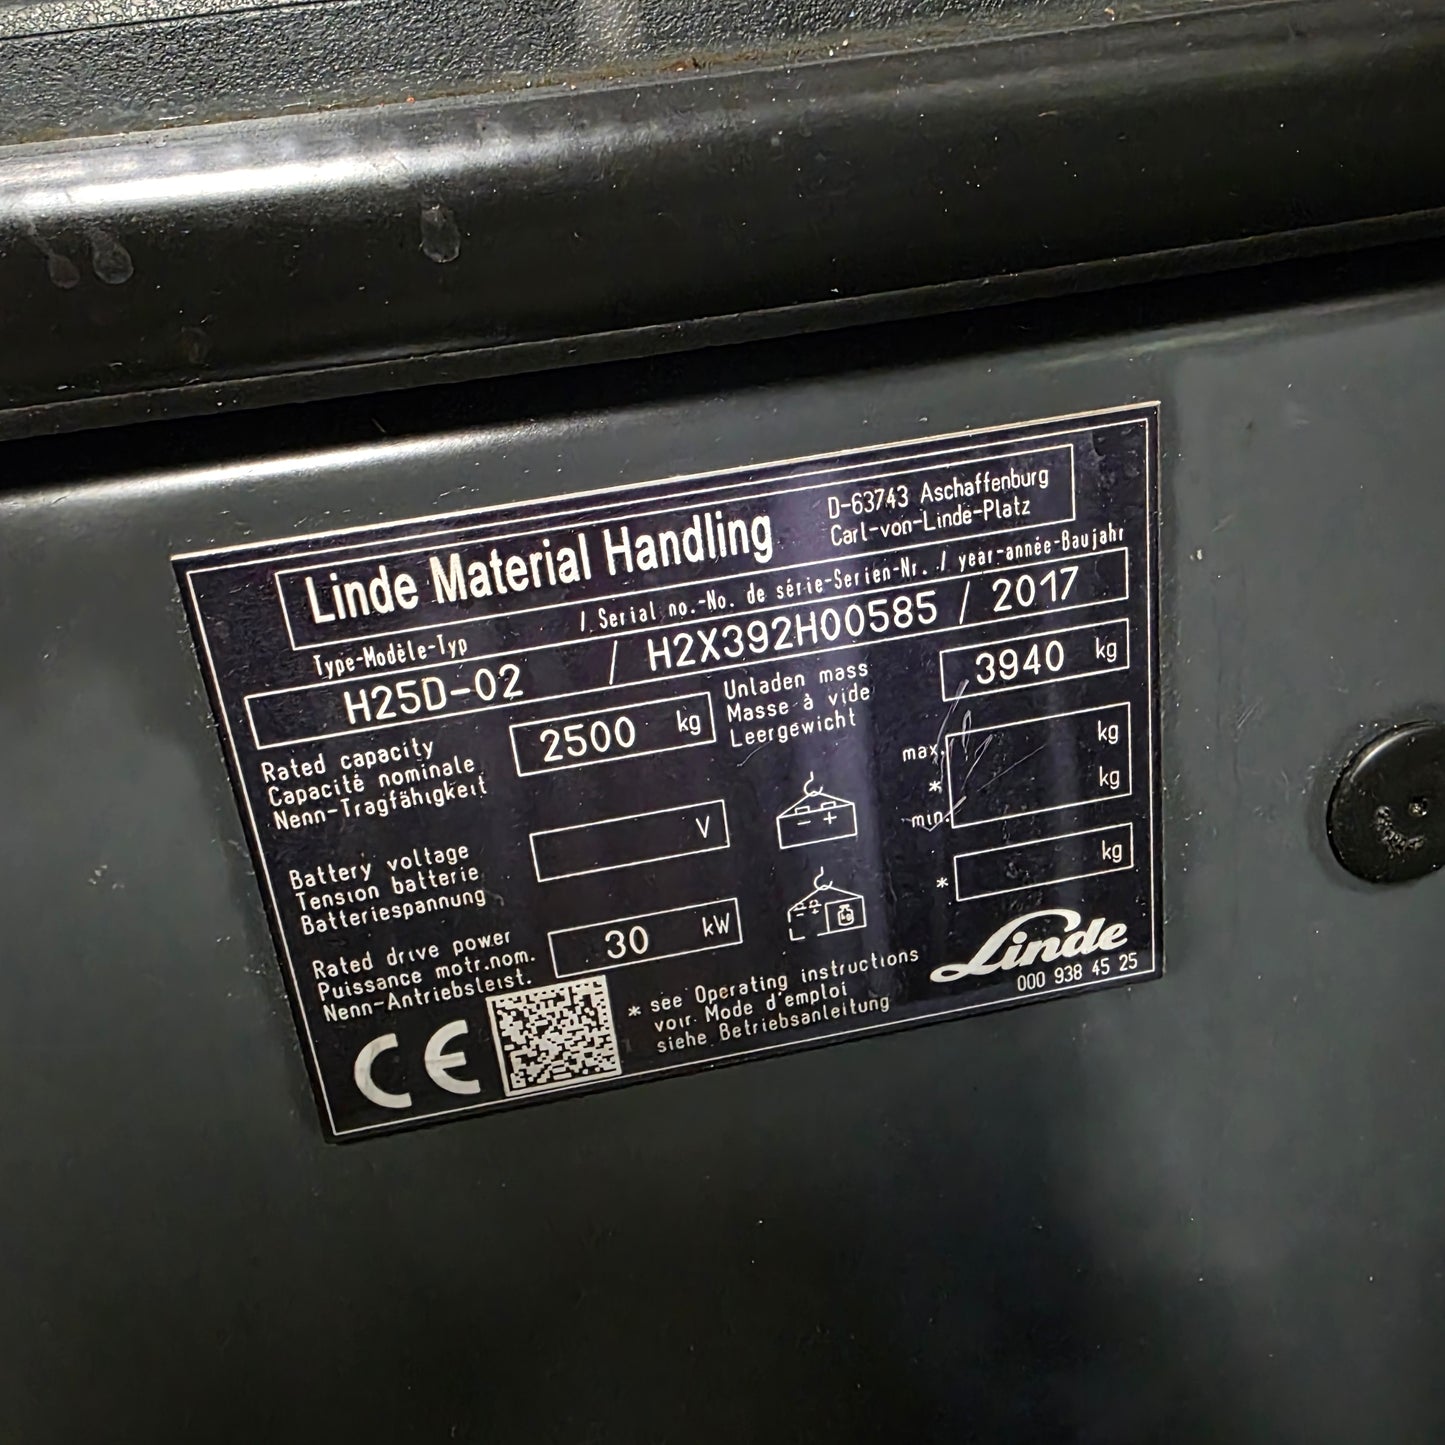 Linde Material Handling
D-63743 Aschaffenburg
Carl-von-Linde-Platz
Type-Modèle-Typ / Serial no.-No. de série-Serien-Nr. / year-année-Baujahr
H25D-02 / H2X392H00585 / 2017
Rated capacity
Capacité nominale
Nenn-Tragfähigkeit
2500 kg
Unladen mass
Masse à vide
Leergewicht
3940 kg
Battery voltage
Tension batterie
Batteriespannung
V
- +
max. kg
*
min. kg
Rated drive power
Puissance motr.nom.
Nenn-Antriebsleist.
30 kW
- +
kg
* kg
CE
* see Operating instructions
voir Mode d'emploi
siehe Betriebsanleitung
Linde
000 938 45 25